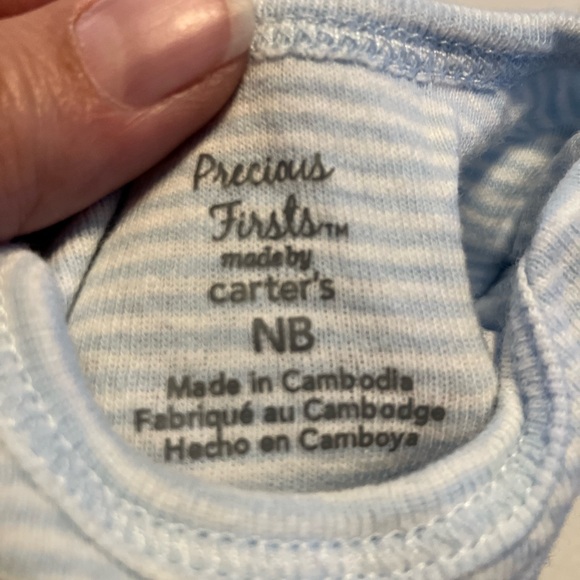 Precious
Firsts™
made by
carter's
NB
Made in Cambodia
Fabriqué au Cambodge
Hecho en Camboya